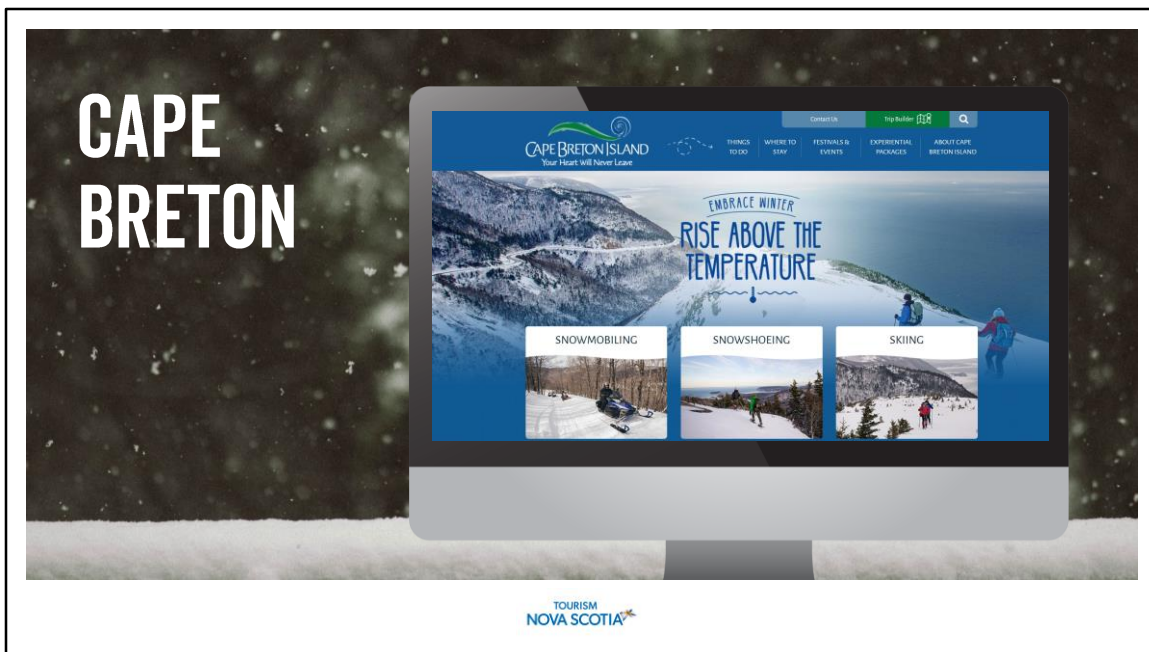 CAPE
BRETON
Contact Us
Trip Builder
CAPE BRETON ISLAND
Your Heart Will Never Leave
THINGS
TO DO
WHERE TO
STAY
FESTIVALS &
EVENTS
EXPERIENTIAL
PACKAGES
ABOUT CAPE
BRETON ISLAND
EMBRACE WINTER
RISE ABOVE THE
TEMPERATURE
SNOWMOBILING
SNOWSHOEING
SKIING
TOURISM
NOVA SCOTIA